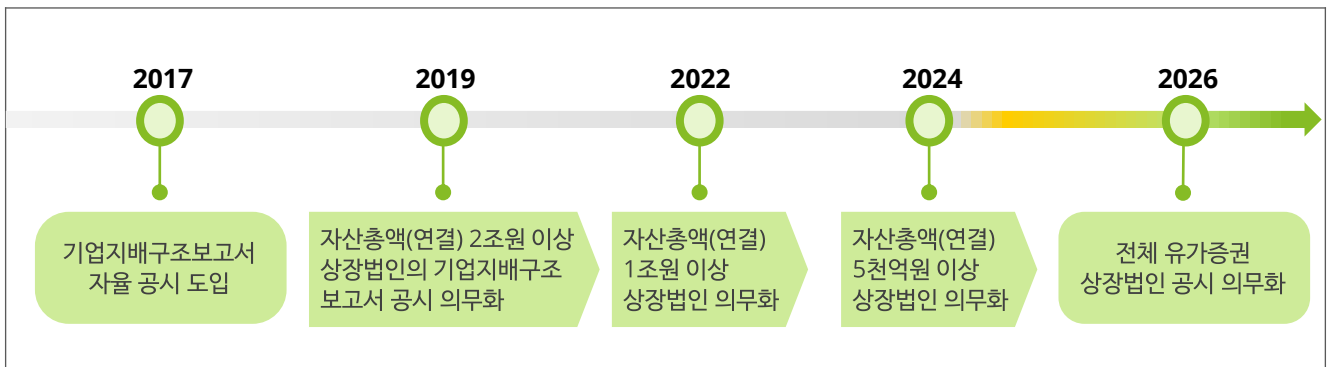 2017
기업지배구조보고서
자율 공시 도입
2019
자산총액(연결) 2조원 이상
상장법인의 기업지배구조
보고서 공시 의무화
2022
자산총액(연결)
1조원 이상
상장법인 의무화
2024
자산총액(연결)
5천억원 이상
상장법인 의무화
2026
전체 유가증권
상장법인 공시 의무화